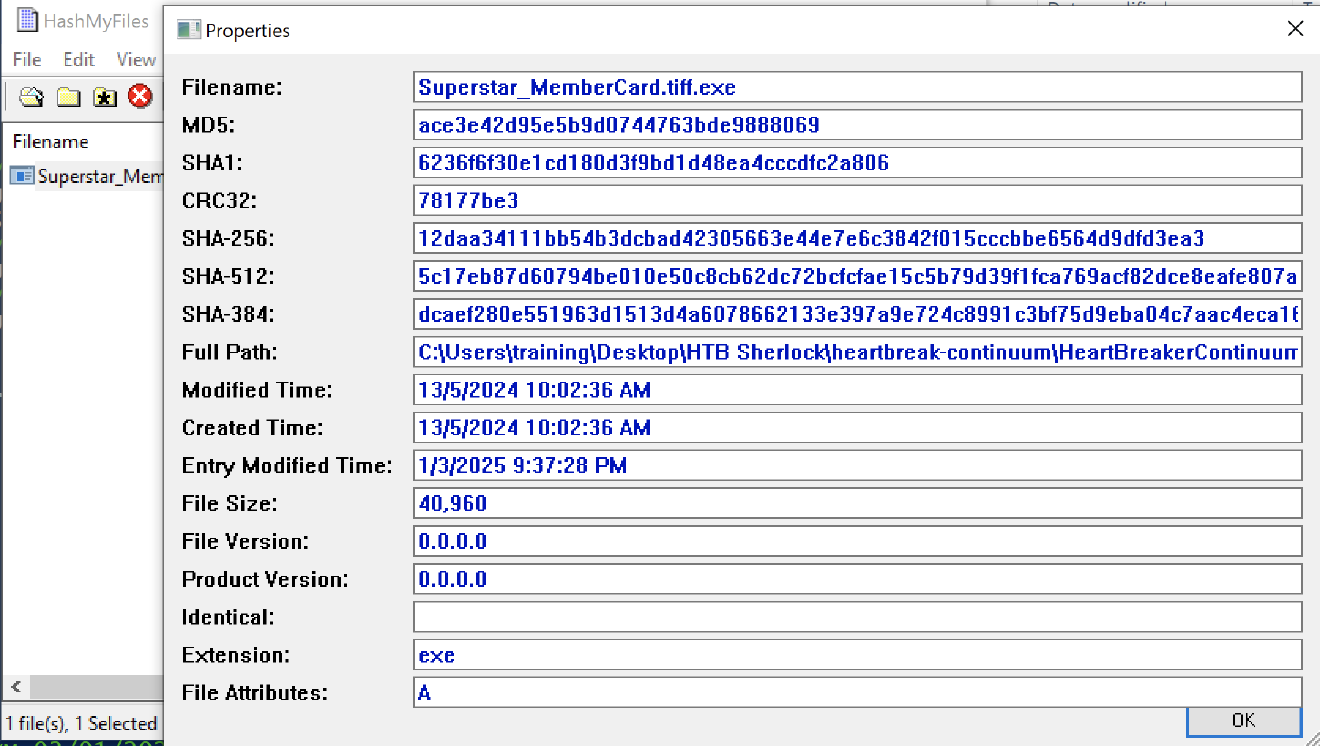 HashMyFiles
File Edit View
Filename
Superstar_Mem
1 file(s), 1 Selected
Properties
Filename: Superstar_MemberCard.tiff.exe
MD5: ace3e42d95e5b9d0744763bde9888069
SHA1: 6236f6f30e1cd180d3f9bd1d48ea4cccdfc2a806
CRC32: 78177be3
SHA-256: 12daa34111bb54b3dcbad42305663e44e7e6c3842f015cccbbe6564d9dfd3ea3
SHA-512: 5c17eb87d60794be010e50c8cb62dc72bcfcfae15c5b79d39f1fca769acf82dce8eafe807a
SHA-384: dcaef280e551963d1513d4a6078662133e397a9e724c8991c3bf75d9eba04c7aac4eca16
Full Path: C:\Users\training\Desktop\HTB Sherlock\heartbreak-continuum\HeartBreakerContinuum
Modified Time: 13/5/2024 10:02:36 AM
Created Time: 13/5/2024 10:02:36 AM
Entry Modified Time: 1/3/2025 9:37:28 PM
File Size: 40,960
File Version: 0.0.0.0
Product Version: 0.0.0.0
Identical:
Extension: exe
File Attributes: A
OK